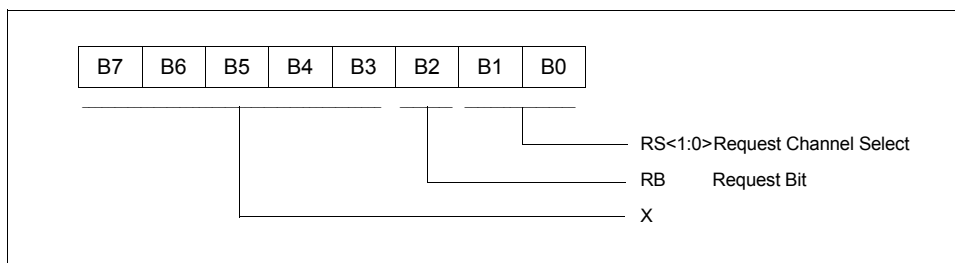 B7 B6 B5 B4 B3 B2 B1 B0
RS<1:0>Request Channel Select
RB Request Bit
X